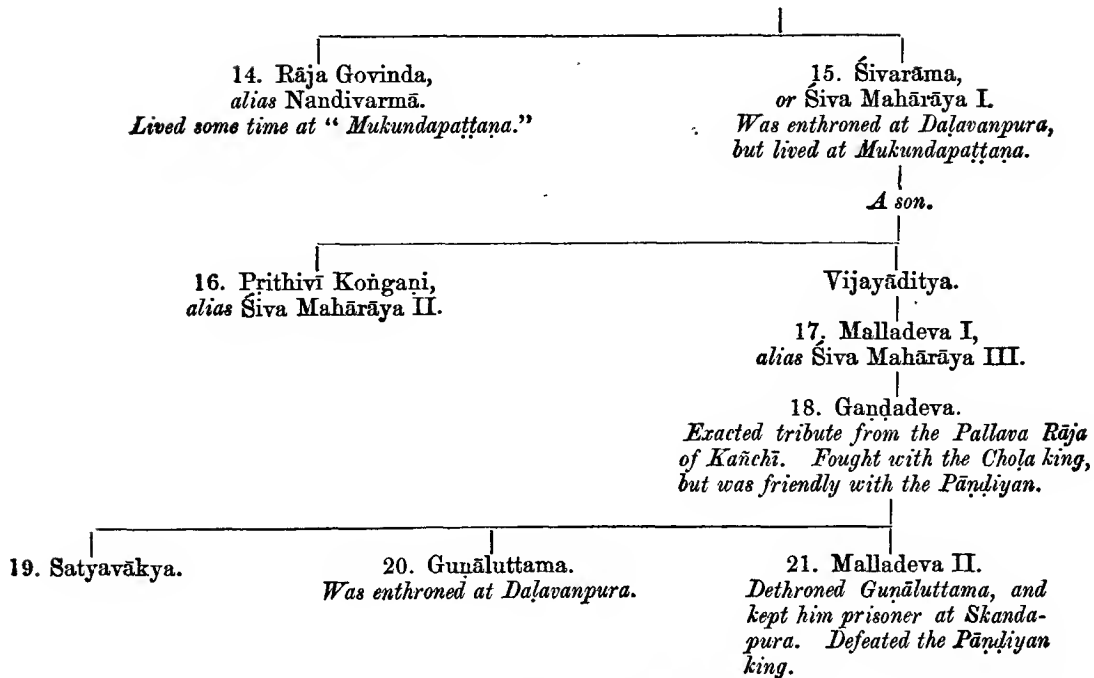 14. Rāja Govinda,
alias Nandivarmā.
Lived some time at “ Mukundapaṭṭaṇa.”
15. Śivarāma,
or Śiva Mahārāya I.
Was enthroned at Daḷavanpura,
but lived at Mukundapaṭṭaṇa.
A son.
16. Pṛithivī Koṅgaṇi,
alias Śiva Mahārāya II.
Vijayāditya.
17. Malladeva I,
alias Śiva Mahārāya III.
18. Gaṇḍadeva.
Exacted tribute from the Pallava Rāja
of Kañchī. Fought with the Choḷa king,
but was friendly with the Pāṇḍiyan.
19. Satyavākya.
20. Guṇāluttama.
Was enthroned at Daḷavanpura.
21. Malladeva II.
Dethroned Guṇāluttama, and
kept him prisoner at Skanda-
pura. Defeated the Pāṇḍiyan
king.